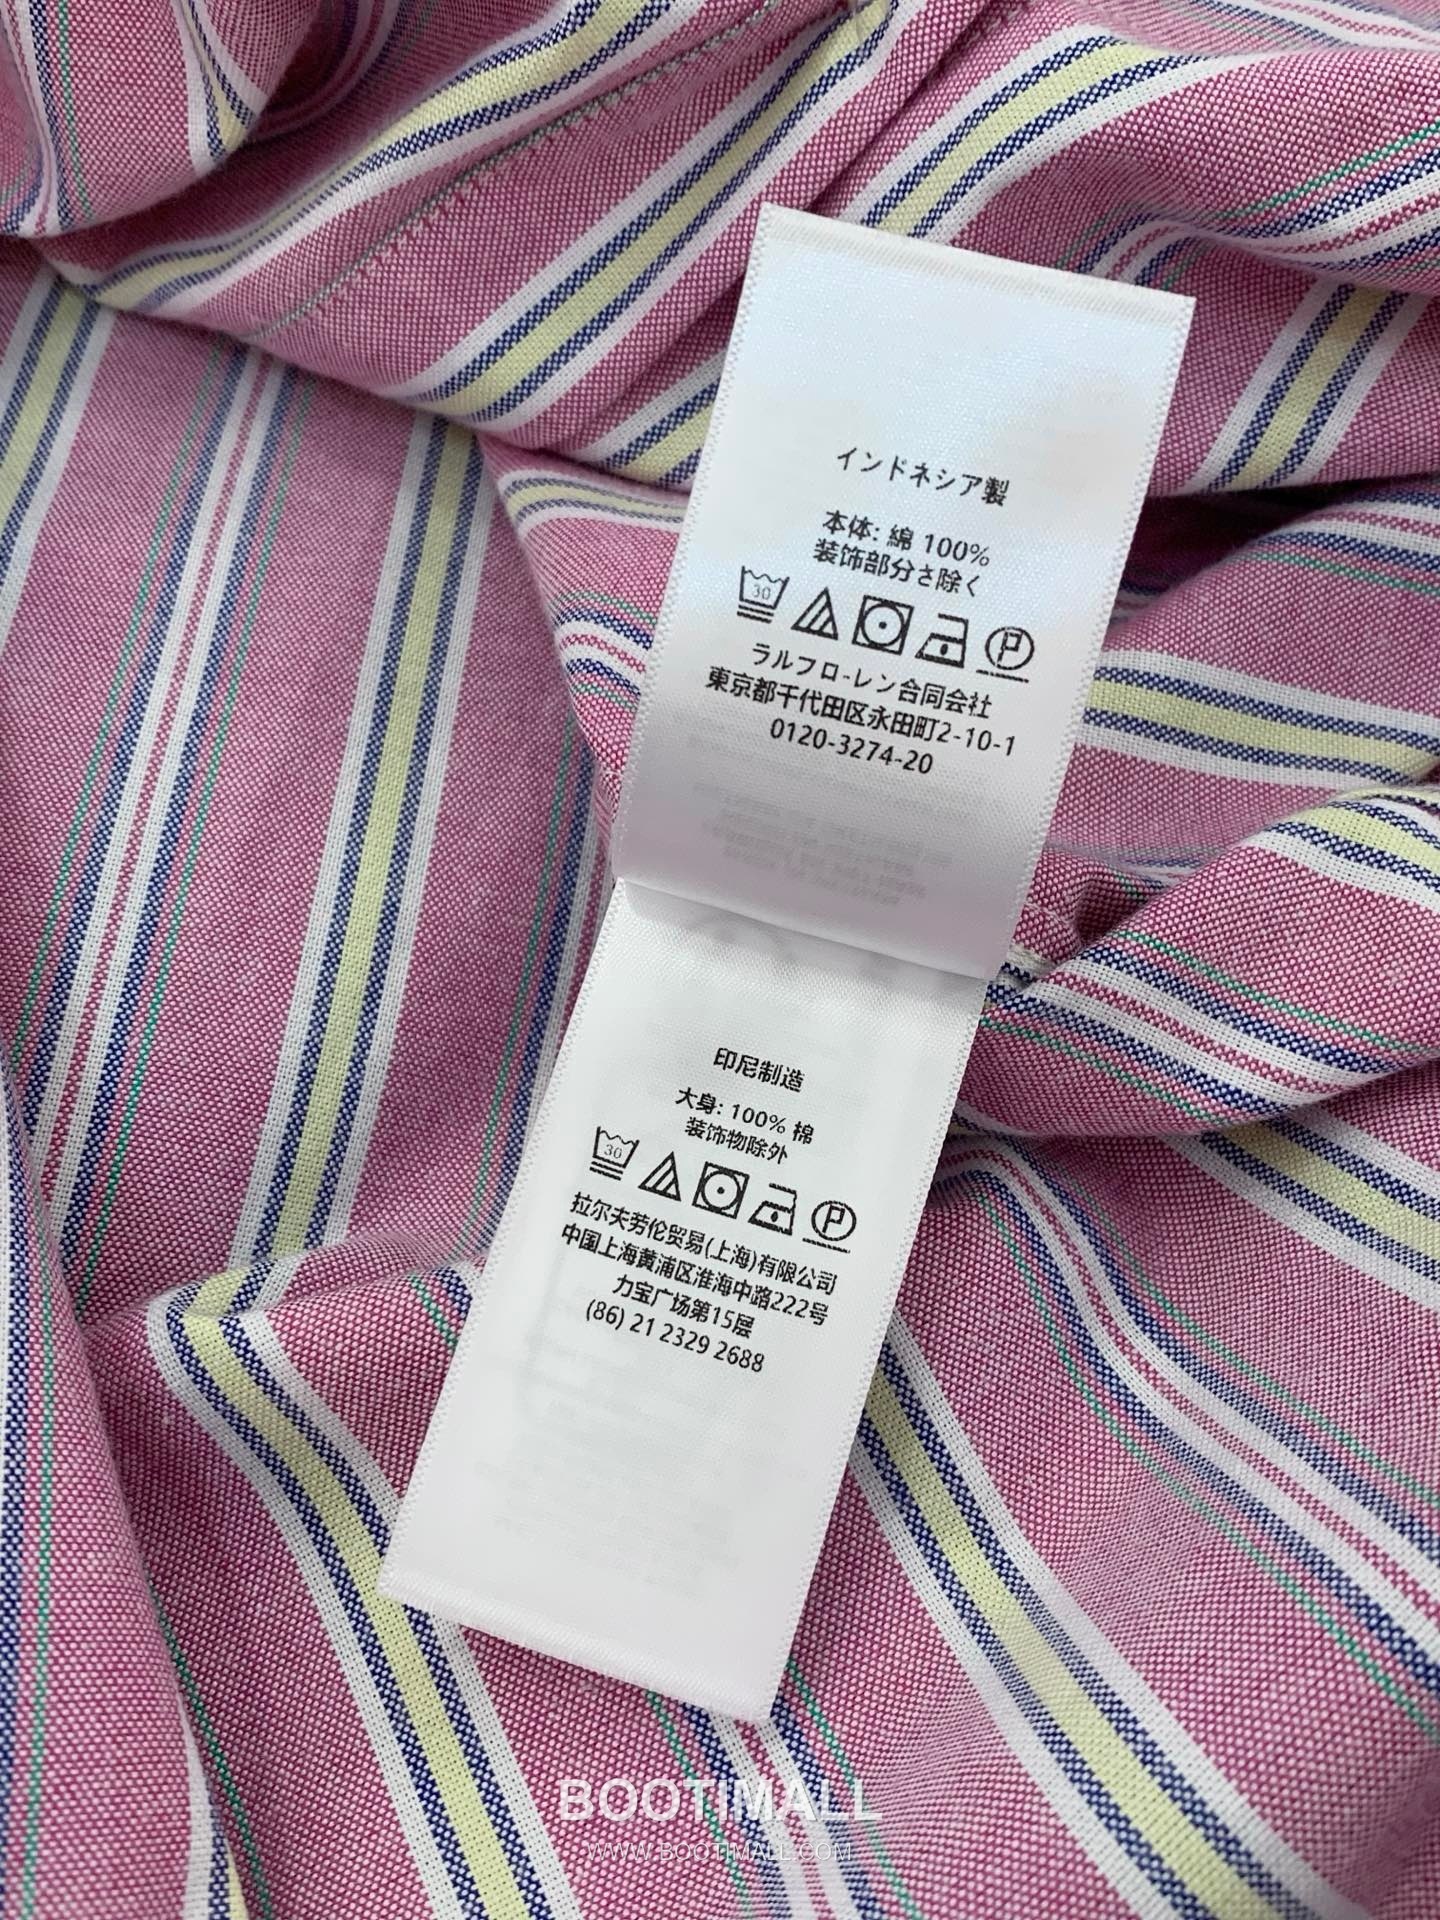 インドネシア製
本体: 綿 100%
装飾部分さ除く
30
ラルフロ-レン合同会社
東京都千代田区永田町2-10-1
0120-3274-20
印尼制造
大身: 100% 棉
装饰物除外
30
拉尔夫劳伦贸易(上海)有限公司
中国上海黄浦区淮海中路222号
力宝广场第15层
(86) 21 2329 2688
BOOTIMALL
WWW.BOOTIMALL.COM